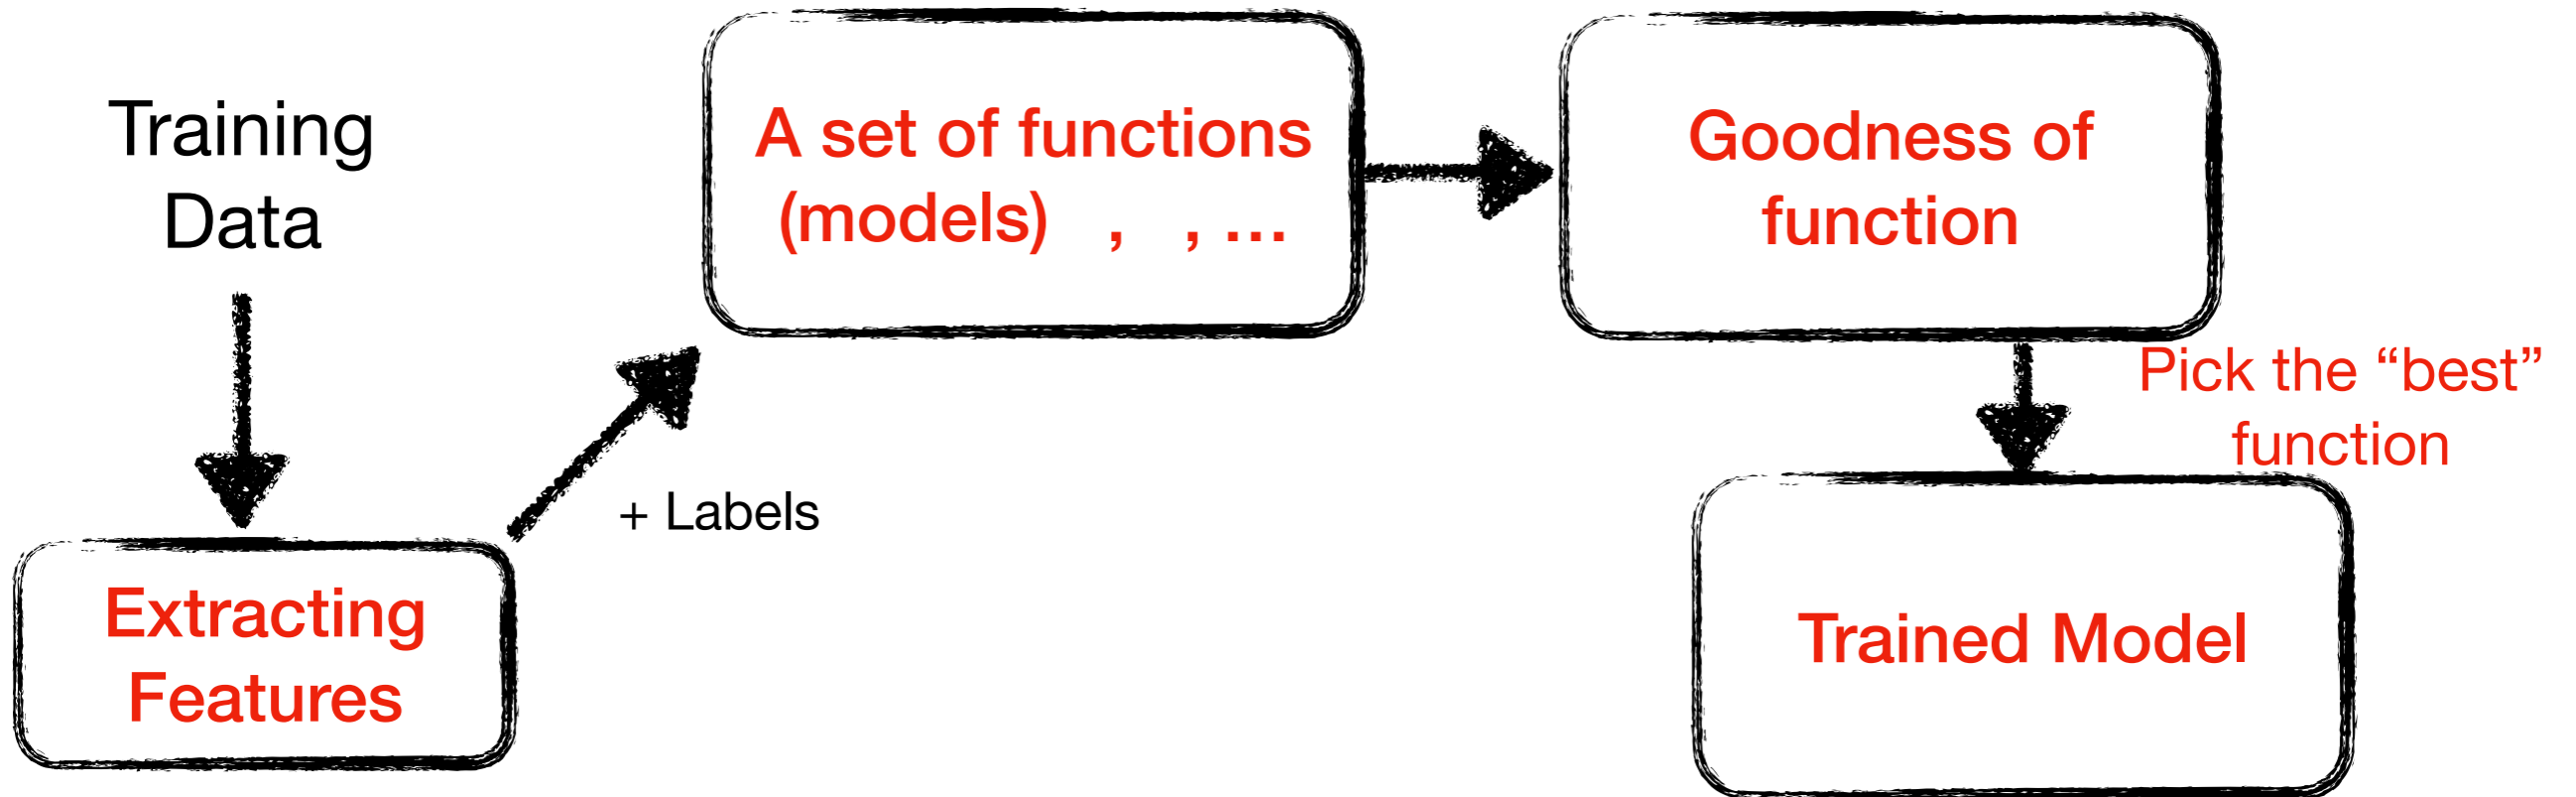 Training
Data
Extracting
Features
+ Labels
A set of functions
(models) , , ...
Goodness of
function
Pick the “best”
function
Trained Model